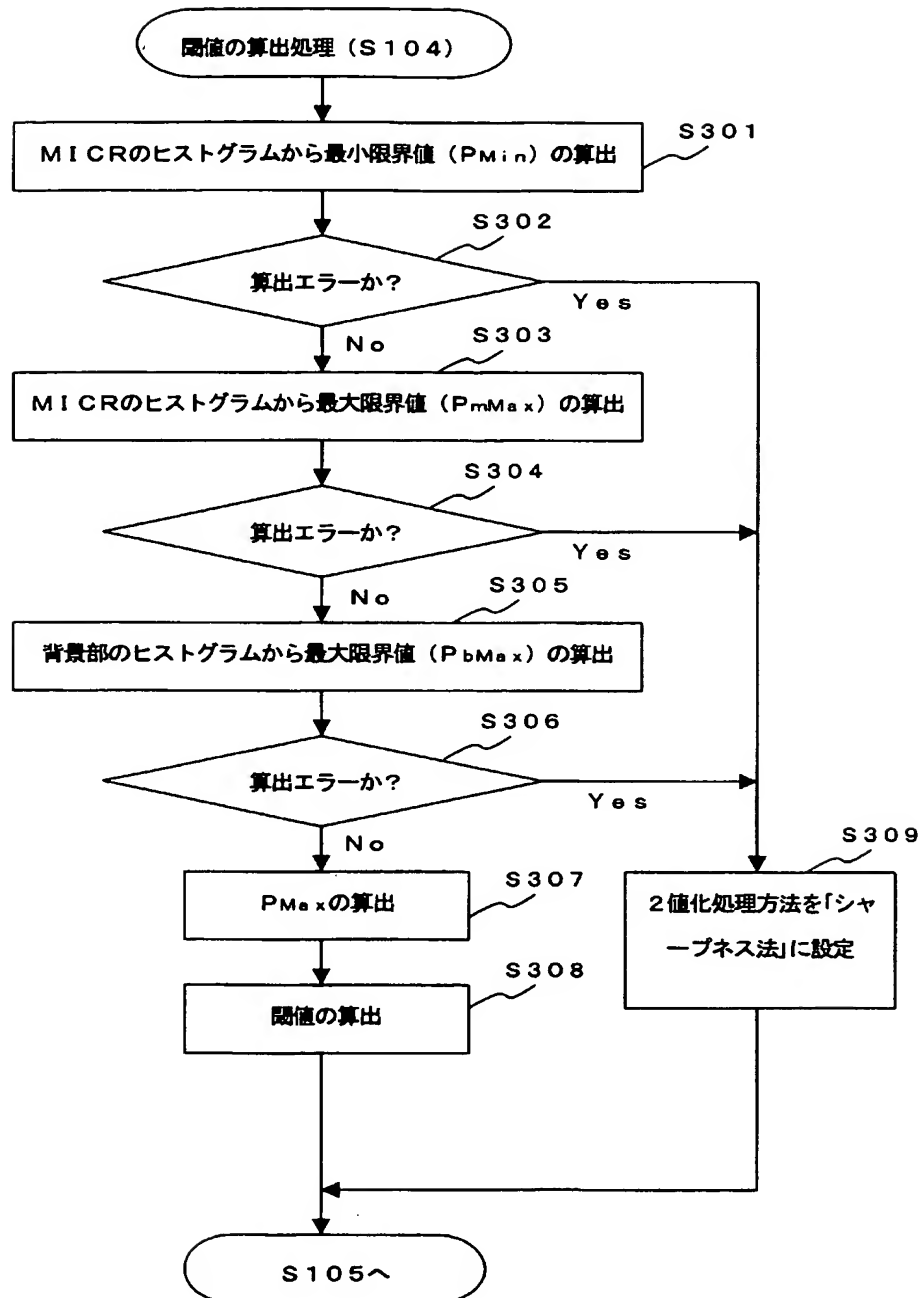 閾値の算出処理(S104)
S301
MICRのヒストグラムから最小限界値(PMin)の算出
S302
算出エラーか?
Yes
No
S303
MICRのヒストグラムから最大限界値(PmMax)の算出
S304
算出エラーか?
Yes
No
S305
背景部のヒストグラムから最大限界値(PbMax)の算出
S306
算出エラーか?
Yes
No
S307
PMaxの算出
S309
2値化処理方法を「シャ
ープネス法」に設定
S308
閾値の算出
S105へ